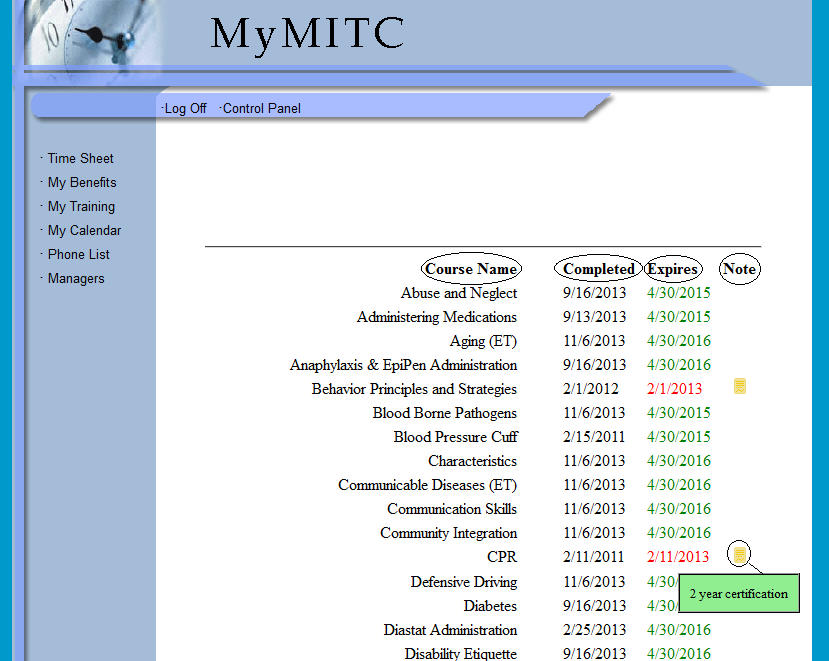 MyMITC
·Log Off ·Control Panel
· Time Sheet
· My Benefits
· My Training
· My Calendar
· Phone List
· Managers
Course Name Completed Expires Note
Abuse and Neglect 9/16/2013 4/30/2015
Administering Medications 9/13/2013 4/30/2015
Aging (ET) 11/6/2013 4/30/2016
Anaphylaxis & EpiPen Administration 9/16/2013 4/30/2016
Behavior Principles and Strategies 2/1/2012 2/1/2013
Blood Borne Pathogens 11/6/2013 4/30/2015
Blood Pressure Cuff 2/15/2011 4/30/2015
Characteristics 11/6/2013 4/30/2016
Communicable Diseases (ET) 11/6/2013 4/30/2016
Communication Skills 11/6/2013 4/30/2016
Community Integration 11/6/2013 4/30/2016
CPR 2/11/2011 2/11/2013
Defensive Driving 11/6/2013 4/30/
2 year certification
Diabetes 9/16/2013 4/30/
Diastat Administration 2/25/2013 4/30/2016
Disability Etiquette 9/16/2013 4/30/2016